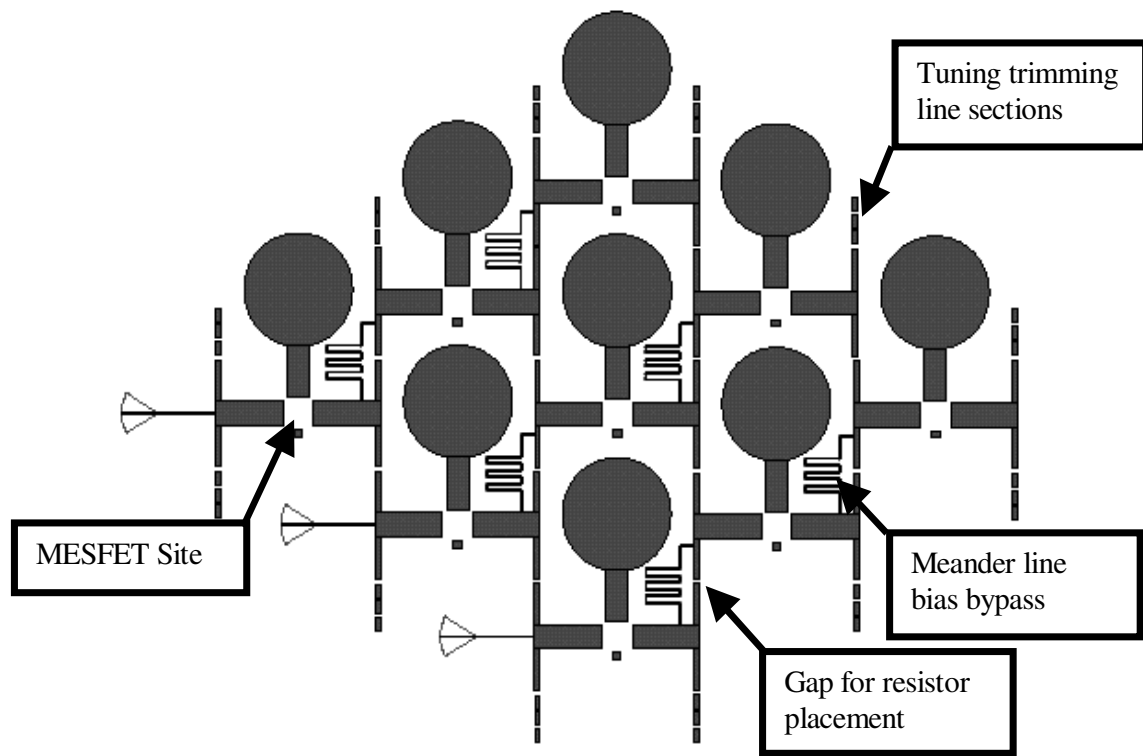 Tuning trimming
line sections
MESFET Site
Meander line
bias bypass
Gap for resistor
placement